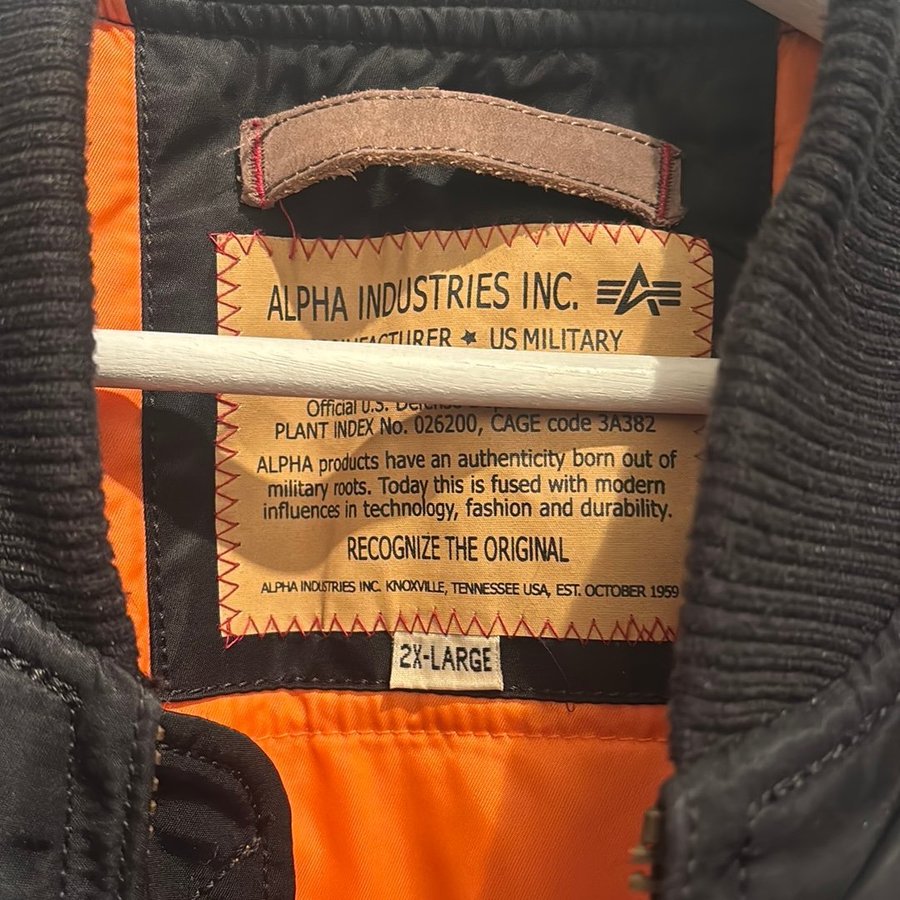 ALPHA INDUSTRIES INC.
MANUFACTURER ★ US MILITARY
Official U.S.
PLANT INDEX No. 026200, CAGE code 3A382
ALPHA products have an authenticity born out of
military roots. Today this is fused with modern
influences in technology, fashion and durability.
RECOGNIZE THE ORIGINAL
ALPHA INDUSTRIES INC. KNOXVILLE, TENNESSEE USA, EST. OCTOBER 1959
2X-LARGE